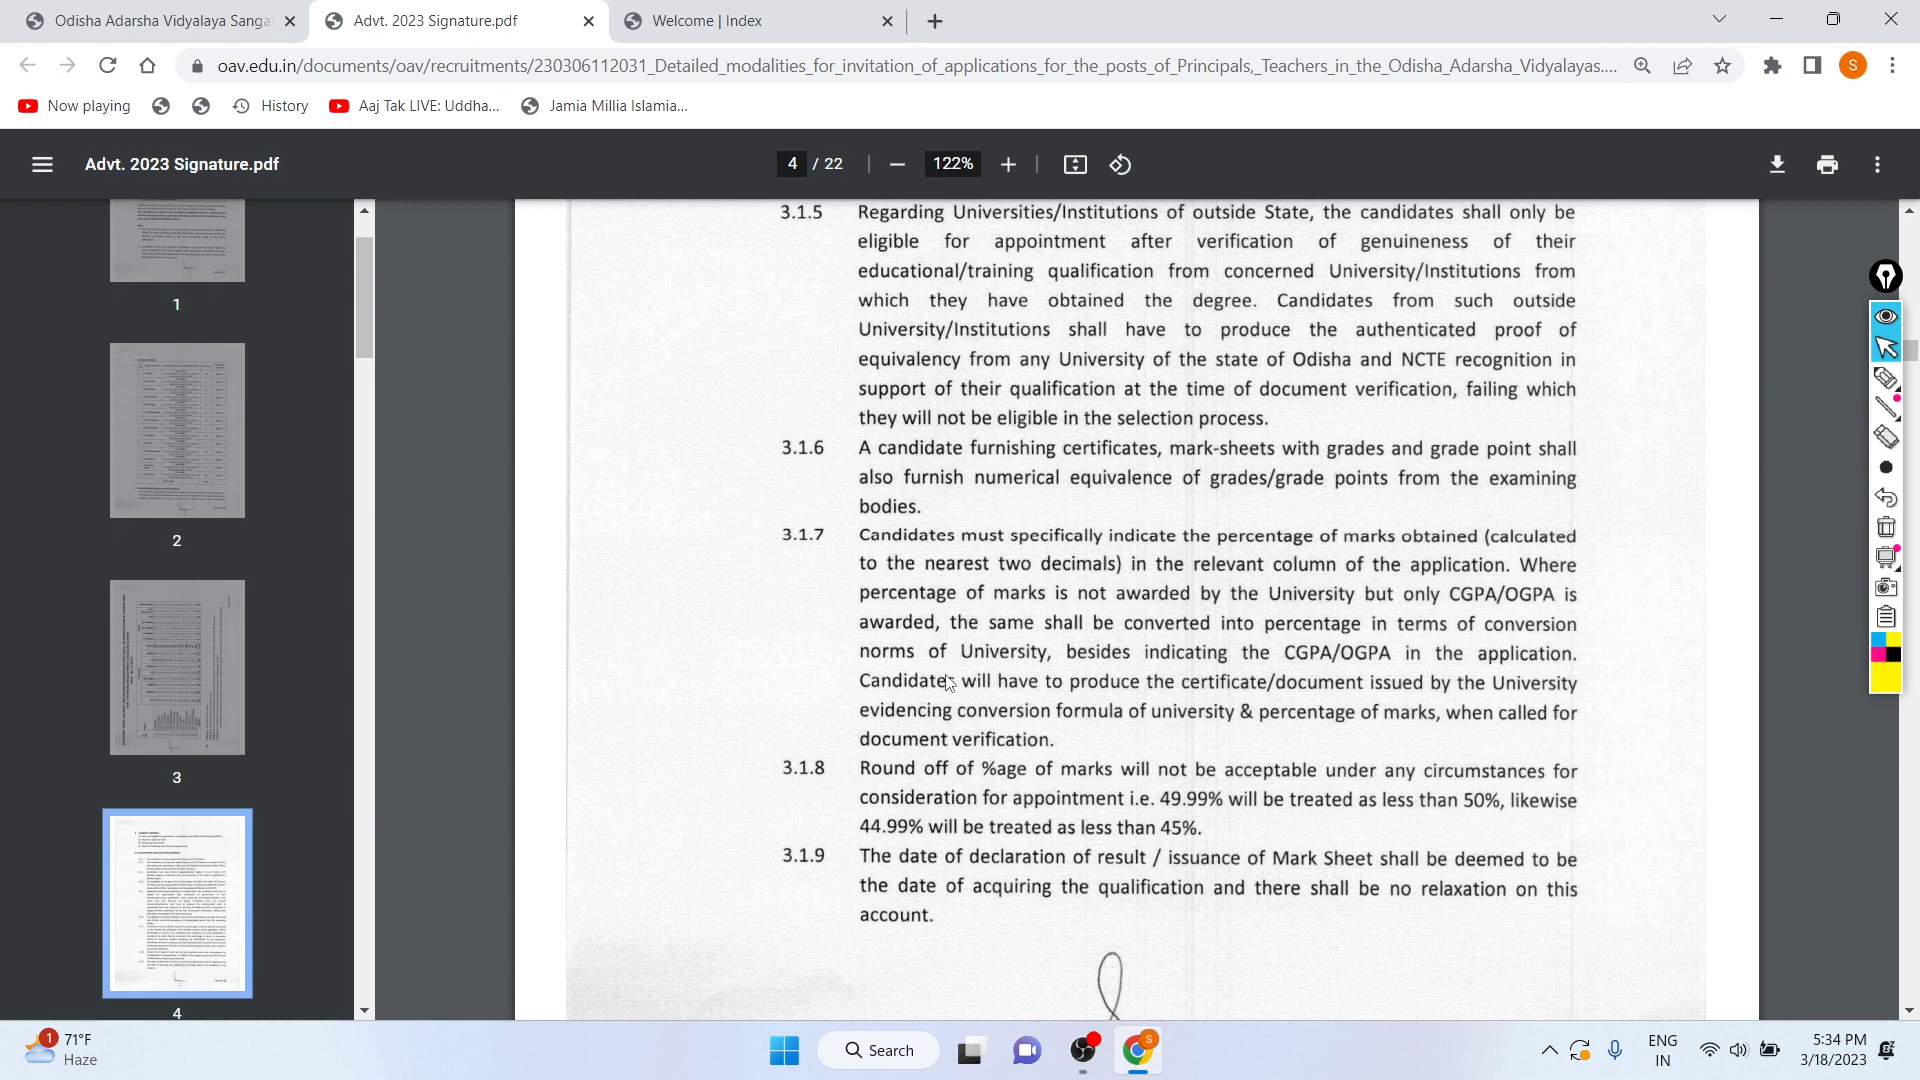 Odisha Adarsha Vidyalaya Sanga
Advt. 2023 Signature.pdf
Welcome | Index
oav.edu.in/documents/oav/recruitments/230306112031_Detailed_modalities_for_invitation_of_applications_for_the_posts_of_Principals,_Teachers_in_the_Odisha_Adarsha_Vidyalayas....
S
Now playing
History
Aaj Tak LIVE: Uddha...
Jamia Millia Islamia...
Advt. 2023 Signature.pdf
4 / 22
122%
1
2
3
4
3.1.5 Regarding Universities/Institutions of outside State, the candidates shall only be
eligible for appointment after verification of genuineness of their
educational/training qualification from concerned University/Institutions from
which they have obtained the degree. Candidates from such outside
University/Institutions shall have to produce the authenticated proof of
equivalency from any University of the state of Odisha and NCTE recognition in
support of their qualification at the time of document verification, failing which
they will not be eligible in the selection process.
3.1.6 A candidate furnishing certificates, mark-sheets with grades and grade point shall
also furnish numerical equivalence of grades/grade points from the examining
bodies.
3.1.7 Candidates must specifically indicate the percentage of marks obtained (calculated
to the nearest two decimals) in the relevant column of the application. Where
percentage of marks is not awarded by the University but only CGPA/OGPA is
awarded, the same shall be converted into percentage in terms of conversion
norms of University, besides indicating the CGPA/OGPA in the application.
Candidates will have to produce the certificate/document issued by the University
evidencing conversion formula of university & percentage of marks, when called for
document verification.
3.1.8 Round off of %age of marks will not be acceptable under any circumstances for
consideration for appointment i.e. 49.99% will be treated as less than 50%, likewise
44.99% will be treated as less than 45%.
3.1.9 The date of declaration of result / issuance of Mark Sheet shall be deemed to be
the date of acquiring the qualification and there shall be no relaxation on this
account.
1
71°F
Haze
Search
S
ENG
IN
5:34 PM
3/18/2023